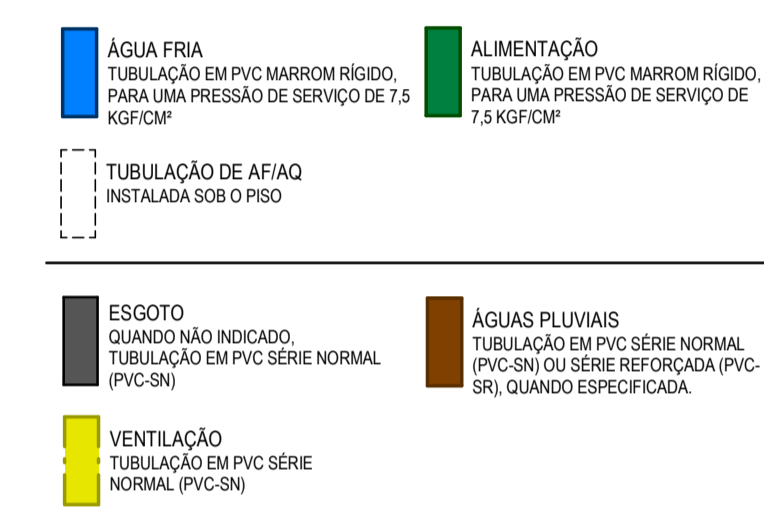 ÁGUA FRIA
TUBULAÇÃO EM PVC MARROM RÍGIDO,
PARA UMA PRESSÃO DE SERVIÇO DE 7,5
KGF/CM²
ALIMENTAÇÃO
TUBULAÇÃO EM PVC MARROM RÍGIDO,
PARA UMA PRESSÃO DE SERVIÇO DE
7,5 KGF/CM²
TUBULAÇÃO DE AF/AQ
INSTALADA SOB O PISO
ESGOTO
QUANDO NÃO INDICADO,
TUBULAÇÃO EM PVC SÉRIE NORMAL
(PVC-SN)
ÁGUAS PLUVIAIS
TUBULAÇÃO EM PVC SÉRIE NORMAL
(PVC-SN) OU SÉRIE REFORÇADA (PVC-
SR), QUANDO ESPECIFICADA.
VENTILAÇÃO
TUBULAÇÃO EM PVC SÉRIE
NORMAL (PVC-SN)